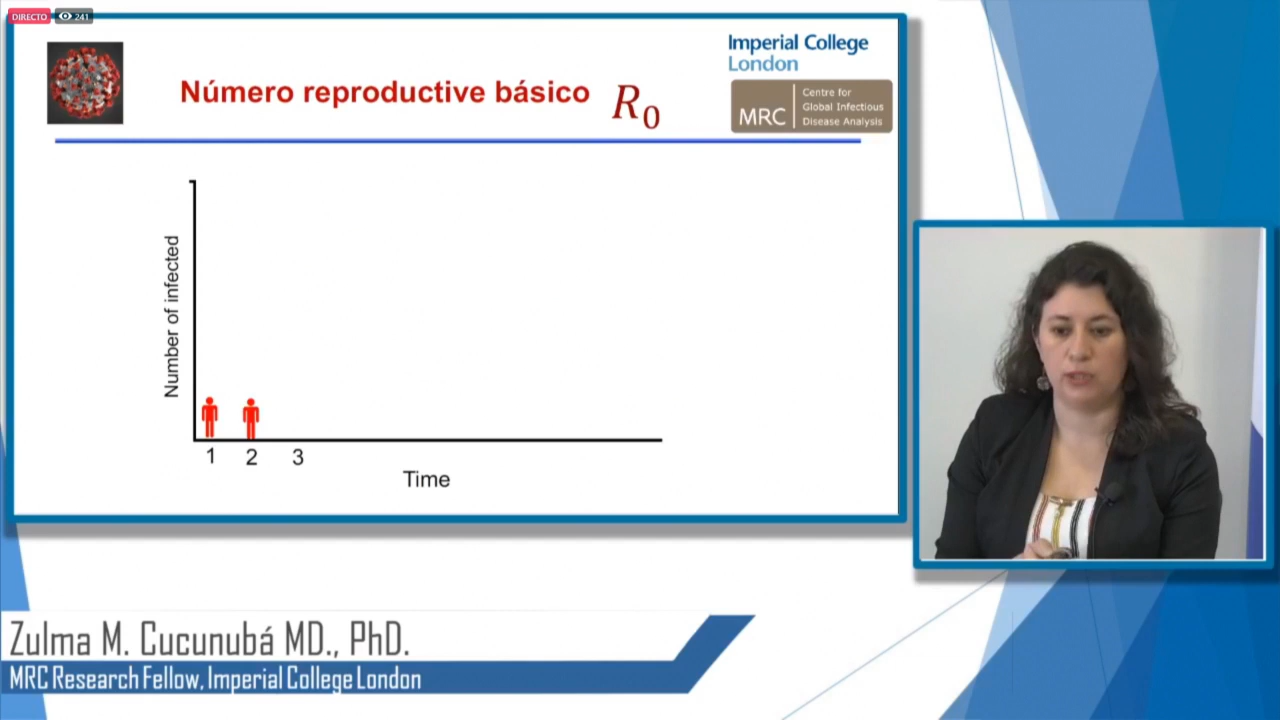 DIRECTO 241
Número reproductive básico R₀
Imperial College
London
MRC
Centre for
Global Infectious
Disease Analysis
Number of infected
1 2 3
Time
Zulma M. Cucunubá MD., PhD.
MRC Research Fellow, Imperial College London